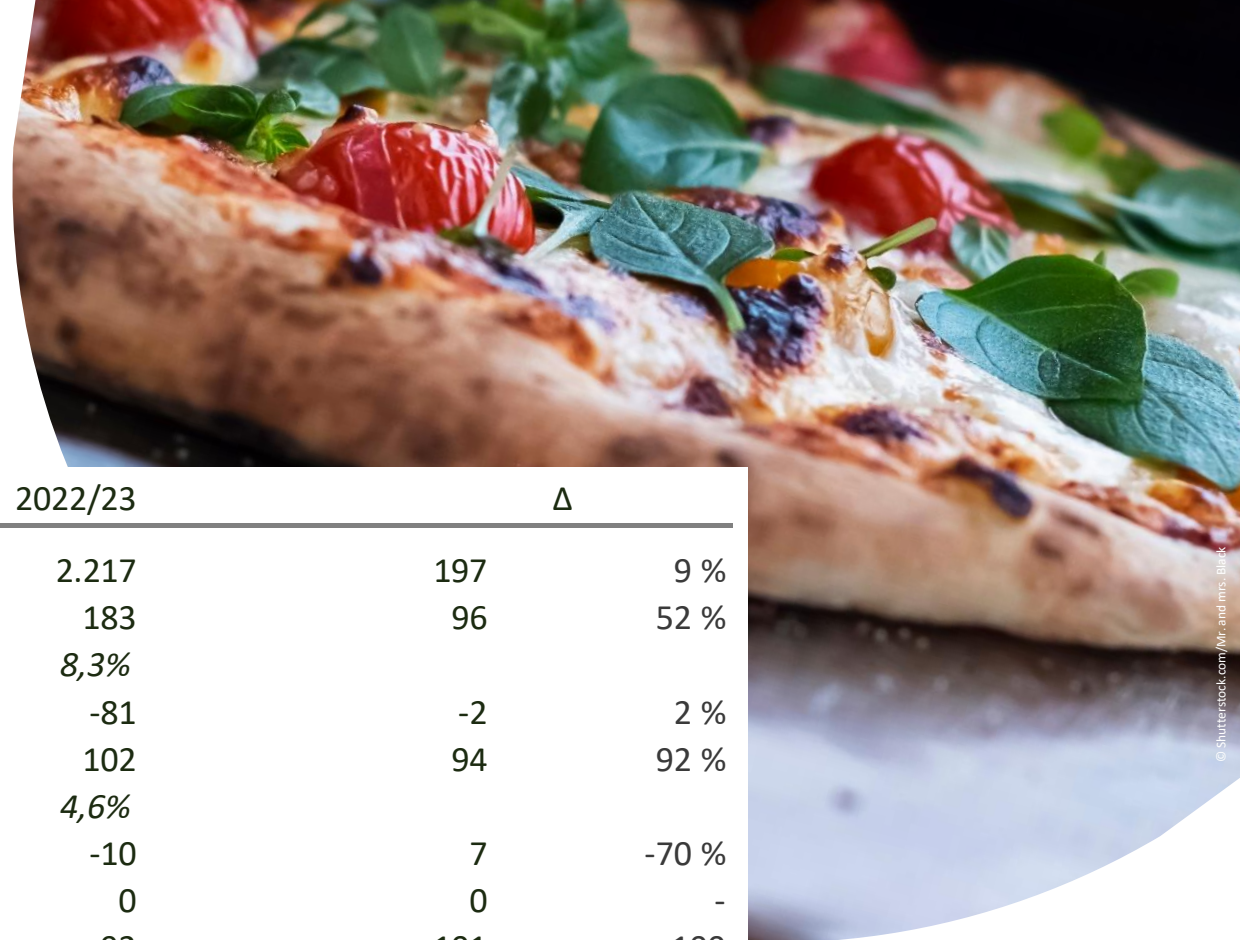 2022/23 Δ
2.217 197 9 %
183 96 52 %
8,3%
-81 -2 2 %
102 94 92 %
4,6%
-10 7 -70 %
0 0 -
© Shutterstock.com/Mr. and mrs. Black